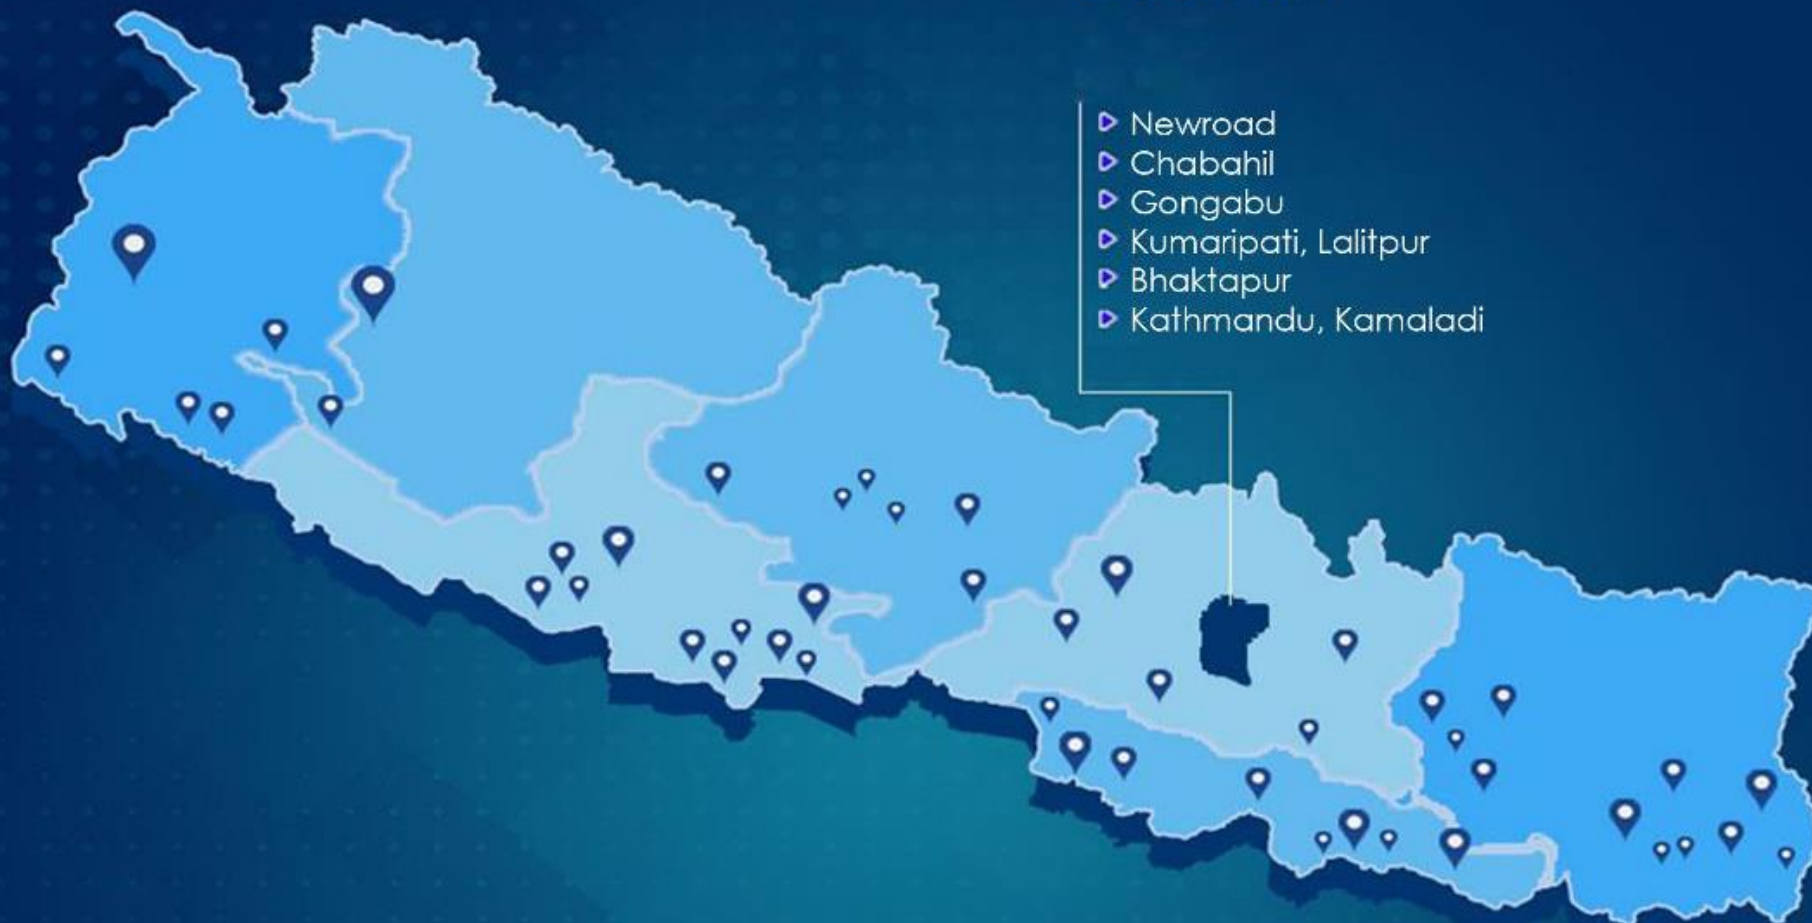 Newroad
Chabahil
Gongabu
Kumaripati, Lalitpur
Bhaktapur
Kathmandu, Kamaladi